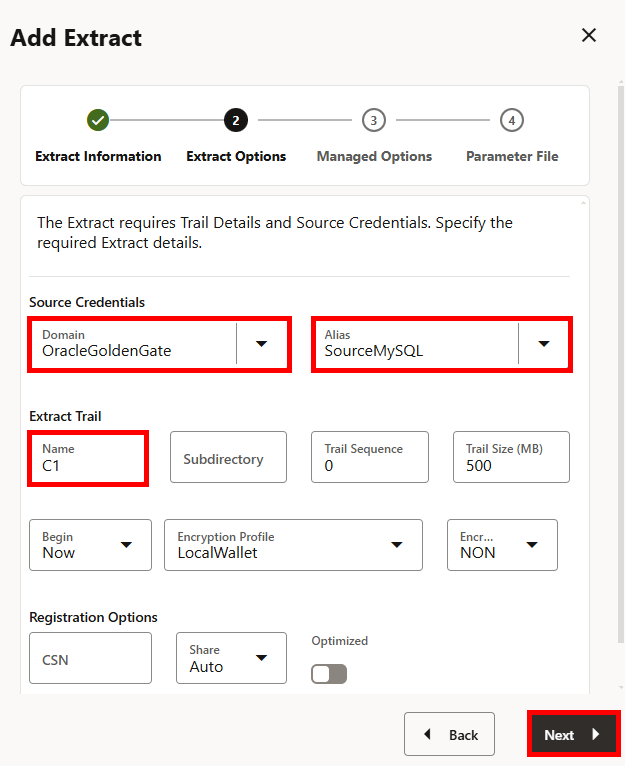 Add Extract
2
3
4
Extract Information
Extract Options
Managed Options
Parameter File
The Extract requires Trail Details and Source Credentials. Specify the
required Extract details.
Source Credentials
Domain
OracleGoldenGate
Alias
SourceMySQL
Extract Trail
Name
C1
Subdirectory
Trail Sequence
0
Trail Size (MB)
500
Begin
Now
Encryption Profile
LocalWallet
Encr...
NON
Registration Options
CSN
Share
Auto
Optimized
Back
Next